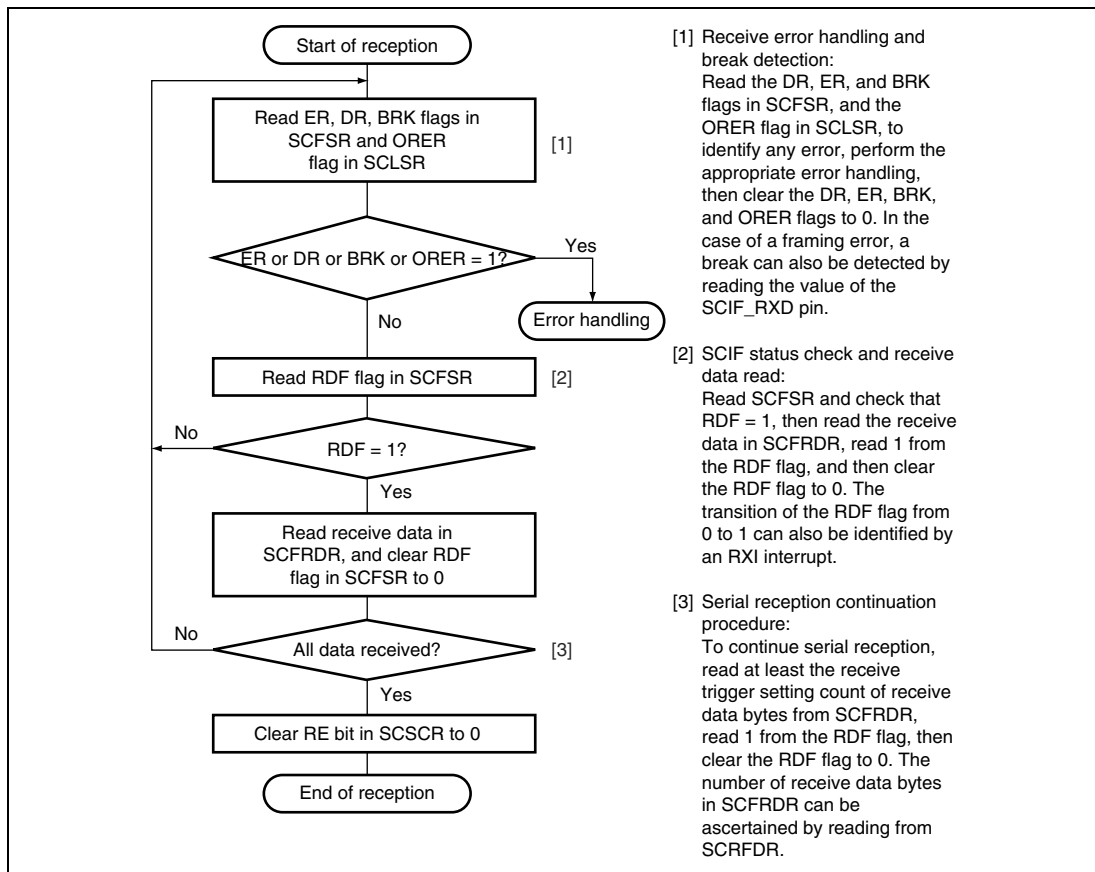 Start of reception
Read ER, DR, BRK flags in
SCFSR and ORER
flag in SCLSR
[1]
ER or DR or BRK or ORER = 1?
Yes
Error handling
No
Read RDF flag in SCFSR
[2]
No
RDF = 1?
Yes
Read receive data in
SCFRDR, and clear RDF
flag in SCFSR to 0
No
All data received?
[3]
Yes
Clear RE bit in SCSCR to 0
End of reception
[1] Receive error handling and
break detection:
Read the DR, ER, and BRK
flags in SCFSR, and the
ORER flag in SCLSR, to
identify any error, perform the
appropriate error handling,
then clear the DR, ER, BRK,
and ORER flags to 0. In the
case of a framing error, a
break can also be detected by
reading the value of the
SCIF_RXD pin.
[2] SCIF status check and receive
data read:
Read SCFSR and check that
RDF = 1, then read the receive
data in SCFRDR, read 1 from
the RDF flag, and then clear
the RDF flag to 0. The
transition of the RDF flag from
0 to 1 can also be identified by
an RXI interrupt.
[3] Serial reception continuation
procedure:
To continue serial reception,
read at least the receive
trigger setting count of receive
data bytes from SCFRDR,
read 1 from the RDF flag, then
clear the RDF flag to 0. The
number of receive data bytes
in SCFRDR can be
ascertained by reading from
SCRFDR.